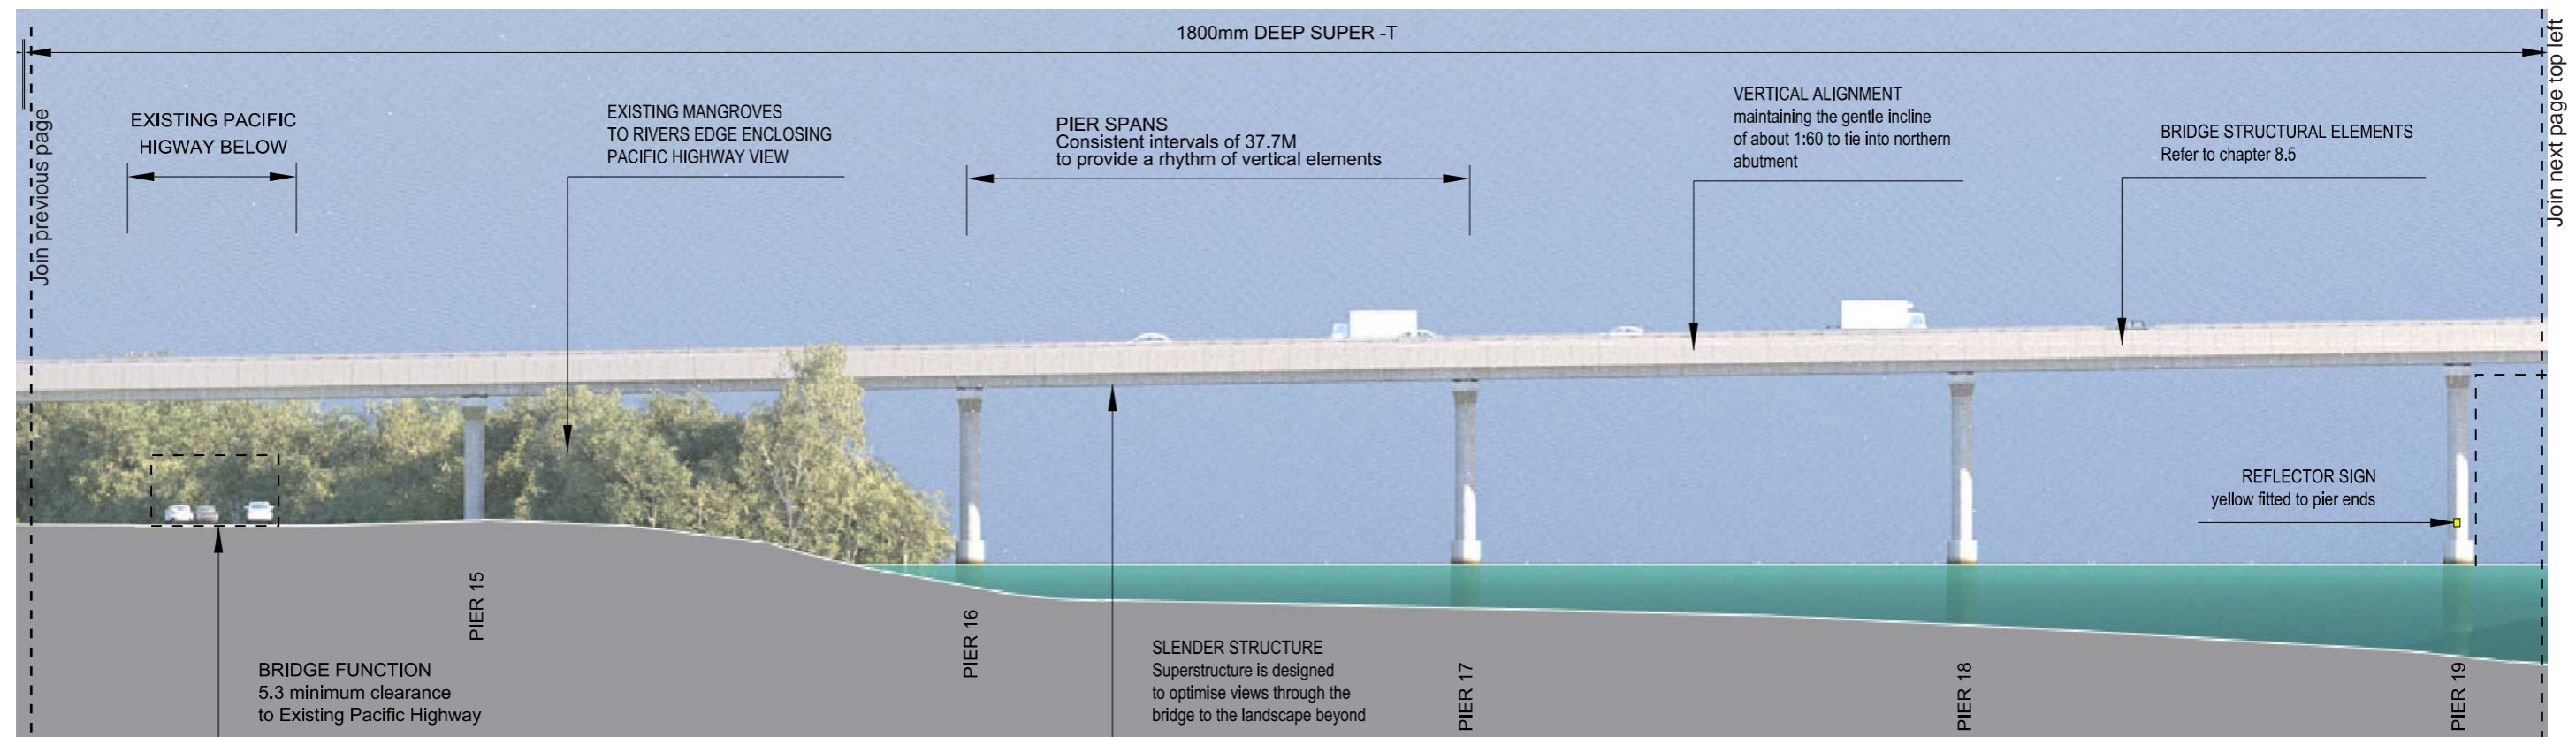 1800mm DEEP SUPER -T
Join previous page
EXISTING PACIFIC
HIGWAY BELOW
EXISTING MANGROVES
TO RIVERS EDGE ENCLOSING
PACIFIC HIGHWAY VIEW
PIER SPANS
Consistent intervals of 37.7M
to provide a rhythm of vertical elements
VERTICAL ALIGNMENT
maintaining the gentle incline
of about 1:60 to tie into northern
abutment
BRIDGE STRUCTURAL ELEMENTS
Refer to chapter 8.5
Join next page top left
REFLECTOR SIGN
yellow fitted to pier ends
PIER 15
PIER 16
PIER 17
PIER 18
PIER 19
BRIDGE FUNCTION
5.3 minimum clearance
to Existing Pacific Highway
SLENDER STRUCTURE
Superstructure is designed
to optimise views through the
bridge to the landscape beyond